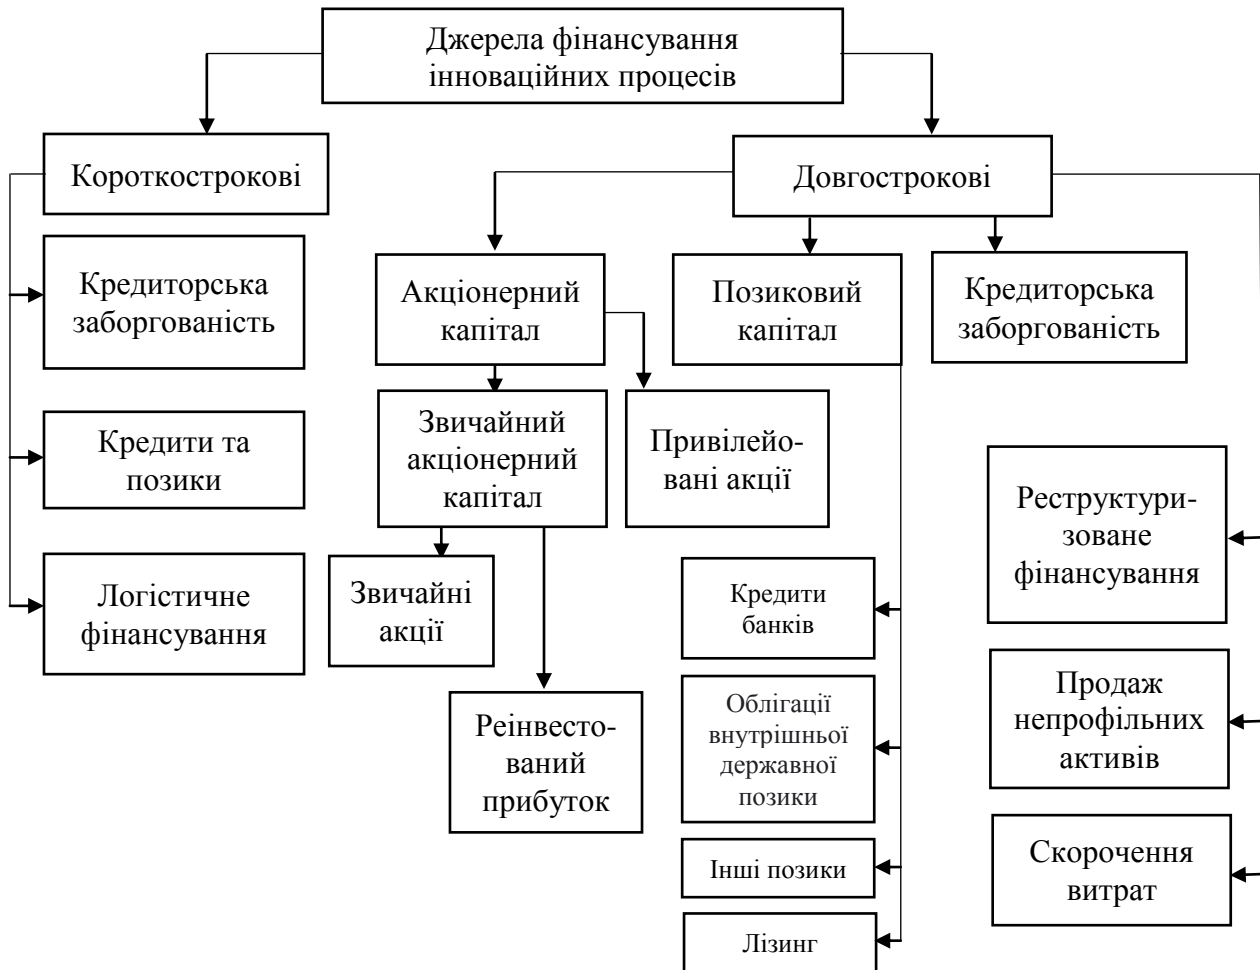 Джерела фінансування
інноваційних процесів
Короткострокові
Довгострокові
Кредиторська
заборгованість
Акціонерний
капітал
Позиковий
капітал
Кредиторська
заборгованість
Кредити та
позики
Звичайний
акціонерний
капітал
Привілейо-
вані акції
Реструктури-
зоване
фінансування
Логістичне
фінансування
Звичайні
акції
Кредити
банків
Реінвесто-
ваний
прибуток
Облігації
внутрішньої
державної
позики
Продаж
непрофільних
активів
Інші позики
Скорочення
витрат
Лізинг